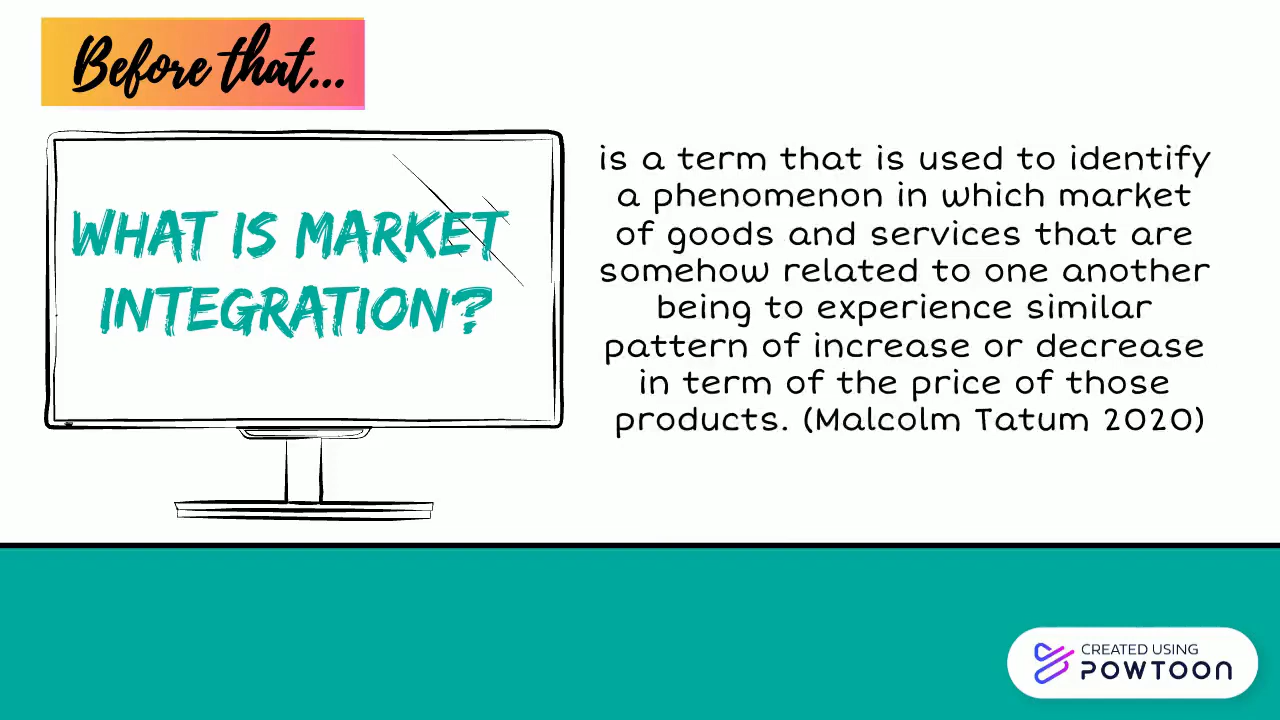 Before that...
WHAT IS MARKET
INTEGRATION?
is a term that is used to identify
a phenomenon in which market
of goods and services that are
somehow related to one another
being to experience similar
pattern of increase or decrease
in term of the price of those
products. (Malcolm Tatum 2020)
CREATED USING
POWTOON